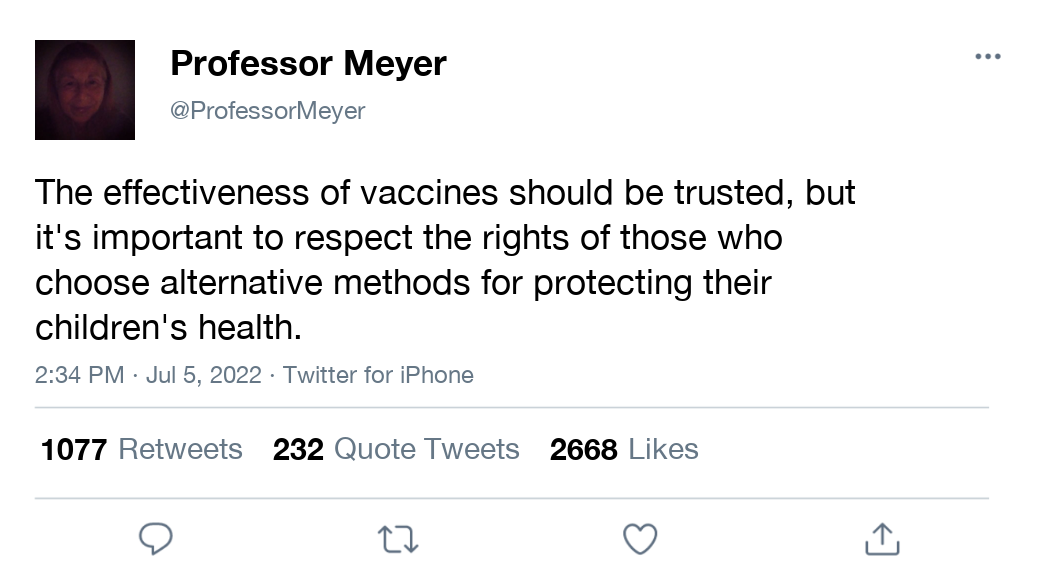 Professor Meyer
@ProfessorMeyer
The effectiveness of vaccines should be trusted, but
it's important to respect the rights of those who
choose alternative methods for protecting their
children's health.
2:34 PM · Jul 5, 2022 · Twitter for iPhone
1077 Retweets 232 Quote Tweets 2668 Likes